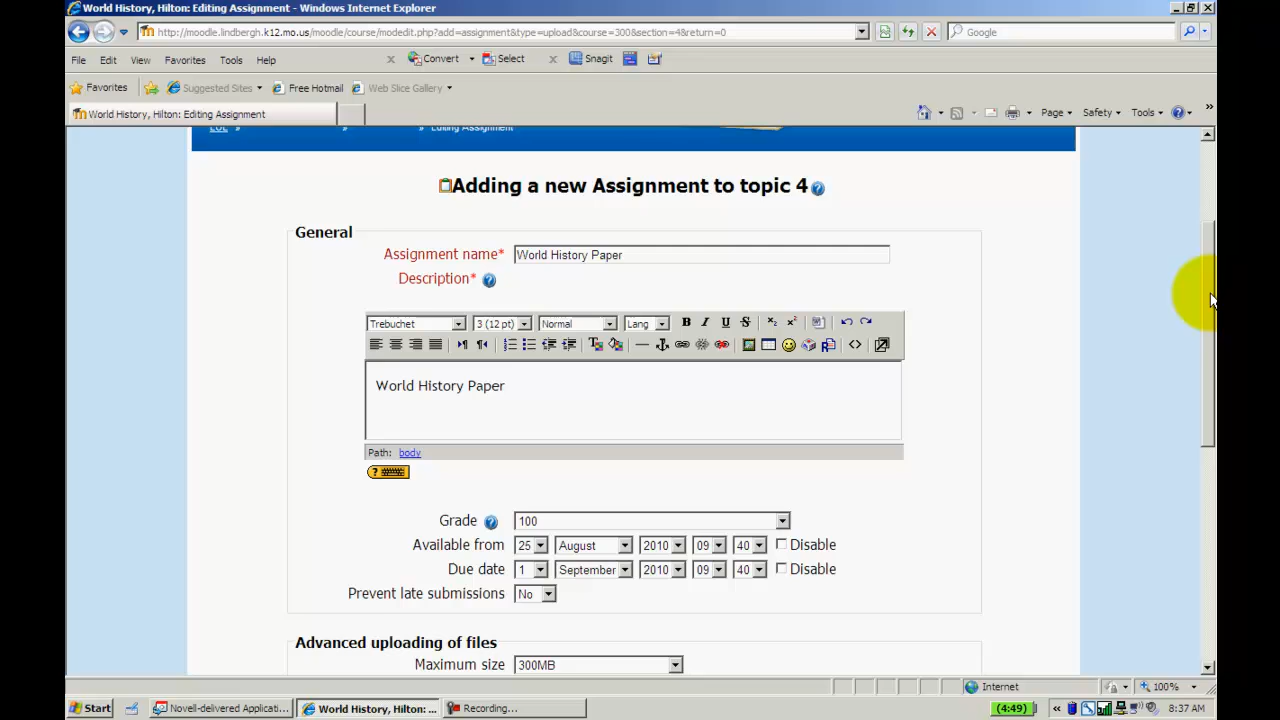 World History, Hilton: Editing Assignment - Windows Internet Explorer
http://moodle.lindbergh.k12.mo.us/moodle/course/modedit.php?add=assignment&type=upload&course=300&section=4&return=0
Google
File Edit View Favorites Tools Help
Convert Select Snagit
Favorites Suggested Sites Free Hotmail Web Slice Gallery
World History, Hilton: Editing Assignment
Page Safety Tools
EOC » » Editing Assignment
Adding a new Assignment to topic 4
General
Assignment name* World History Paper
Description*
Trebuchet 3 (12 pt) Normal Lang B I U S
World History Paper
Path: body
Grade 100
Available from 25 August 2010 09 40 Disable
Due date 1 September 2010 09 40 Disable
Prevent late submissions No
Advanced uploading of files
Maximum size 300MB
Internet 100%
Start Novell-delivered Applicati... World History, Hilton: ... Recording... (4:49) 8:37 AM